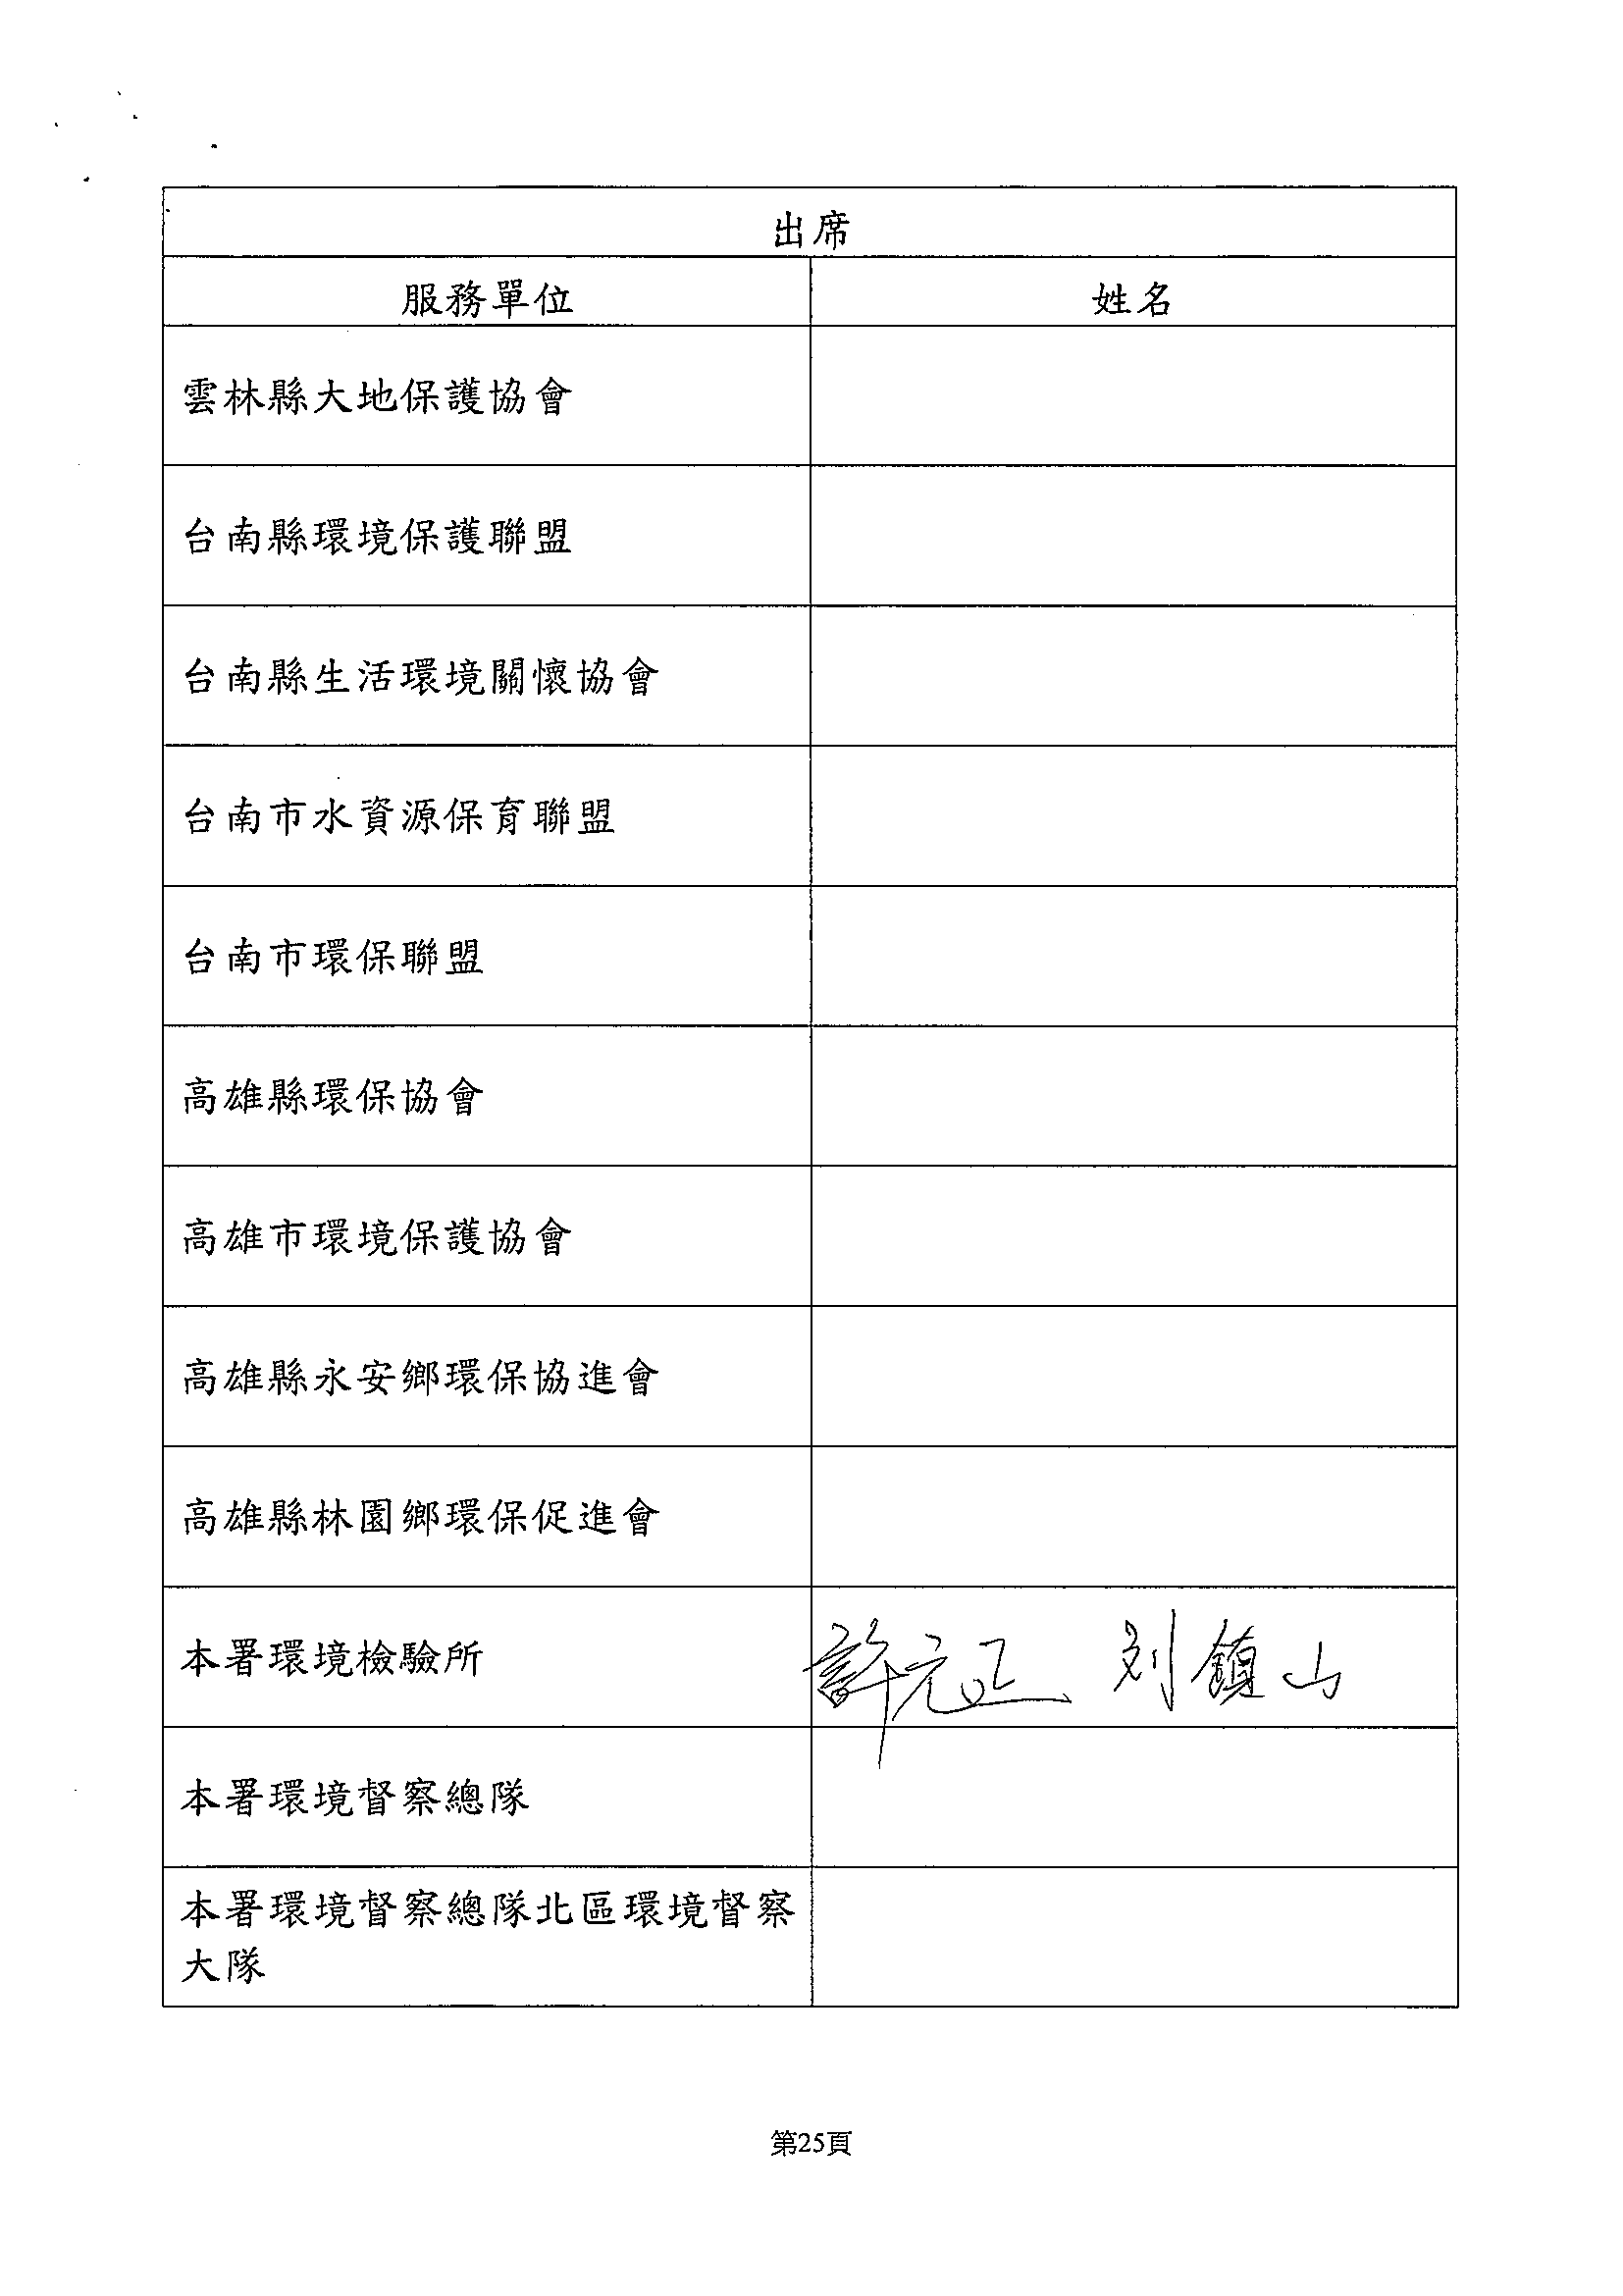 出席
服務單位 姓名
雲林縣大地保護協會
台南縣環境保護聯盟
台南縣生活環境關懷協會
台南市水資源保育聯盟
台南市環保聯盟
高雄縣環保協會
高雄市環境保護協會
高雄縣永安鄉環保協進會
高雄縣林園鄉環保促進會
本署環境檢驗所 許元正 刘鎮山
本署環境督察總隊
本署環境督察總隊北區環境督察
大隊
第25頁